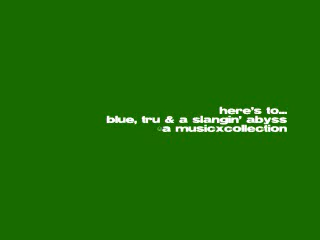 here's to...
blue, tru & a slangin' abyss
a musicxcollection